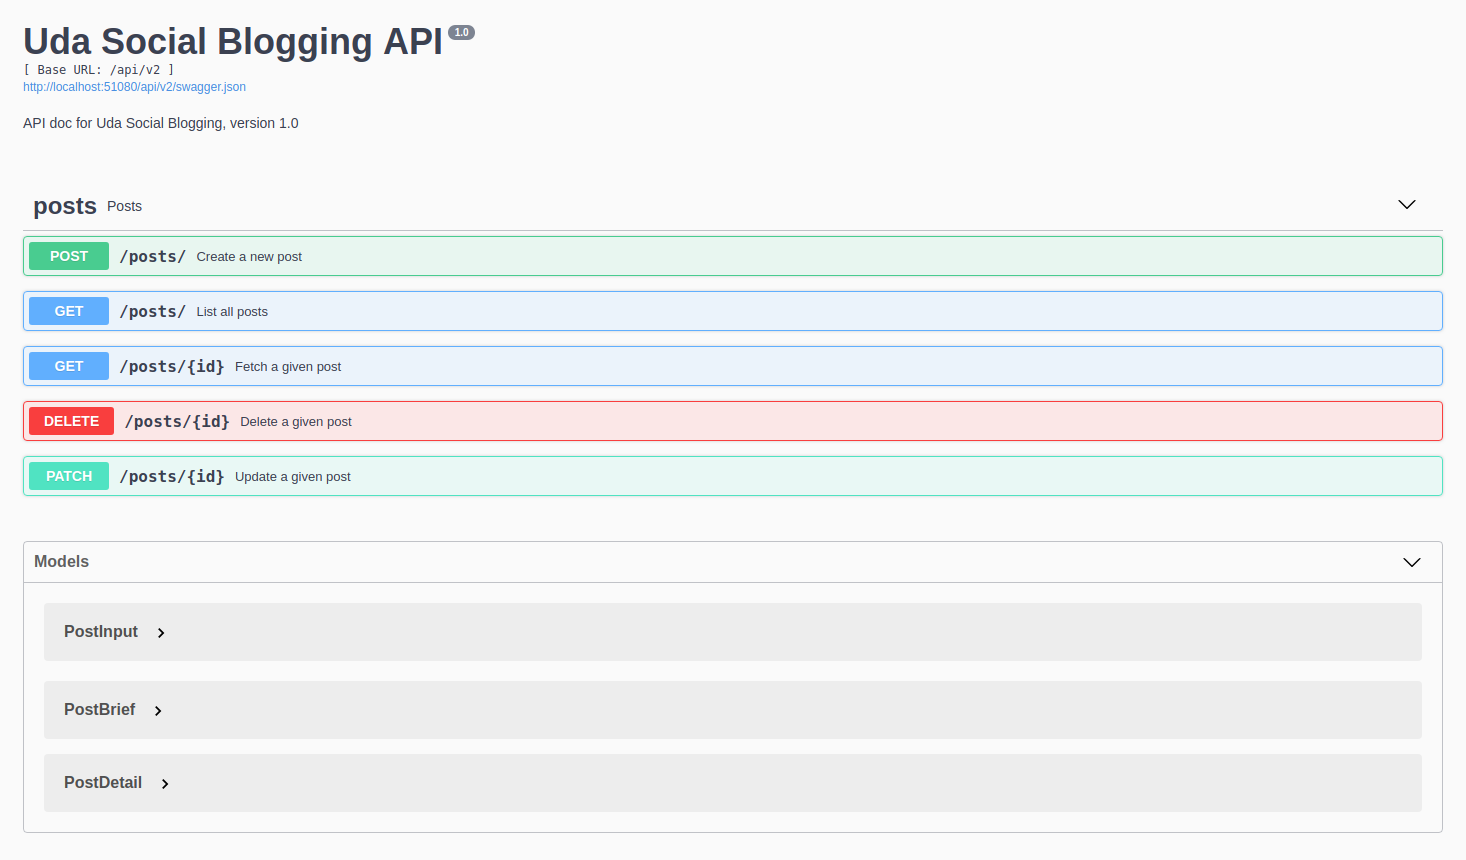 Uda Social Blogging API 1.0
[ Base URL: /api/v2 ]
http://localhost:51080/api/v2/swagger.json
API doc for Uda Social Blogging, version 1.0
posts Posts
POST /posts/ Create a new post
GET /posts/ List all posts
GET /posts/{id} Fetch a given post
DELETE /posts/{id} Delete a given post
PATCH /posts/{id} Update a given post
Models
PostInput
PostBrief
PostDetail